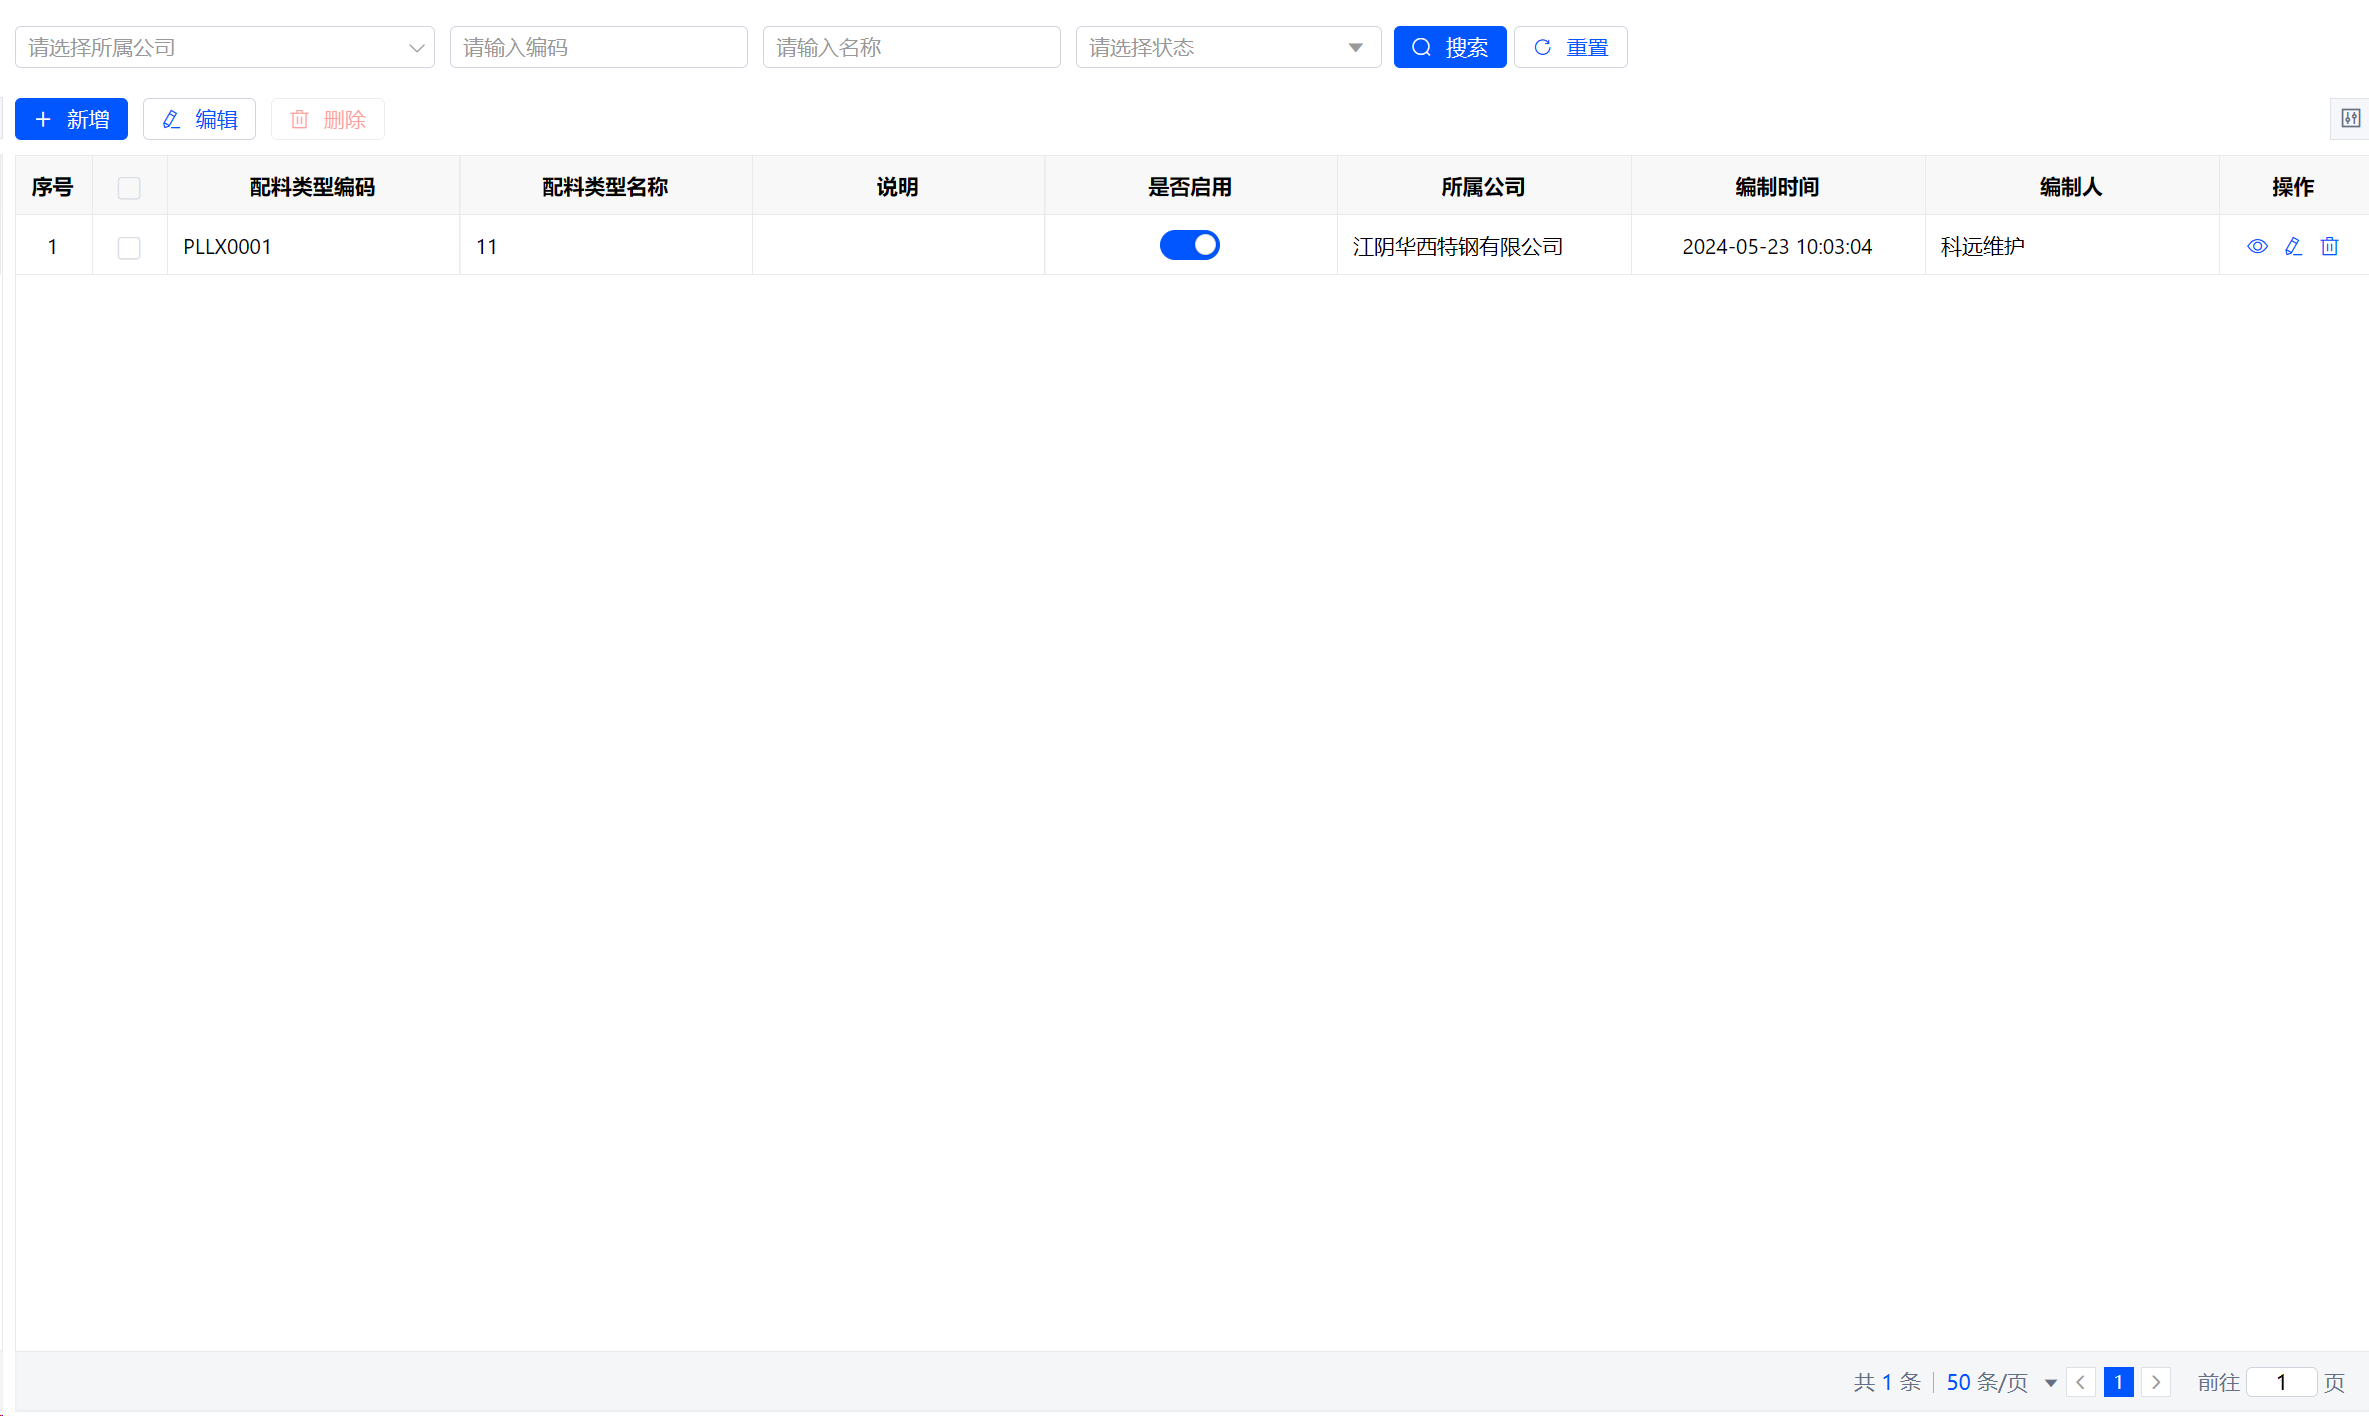 请选择所属公司 请输入编码 请输入名称 请选择状态 搜索 重置
新增 编辑 删除
序号 配料类型编码 配料类型名称 说明 是否启用 所属公司 编制时间 编制人 操作
1 PLLX0001 11 江阴华西特钢有限公司 2024-05-23 10:03:04 科远维护
共 1 条 50 条/页 1 前往 1 页